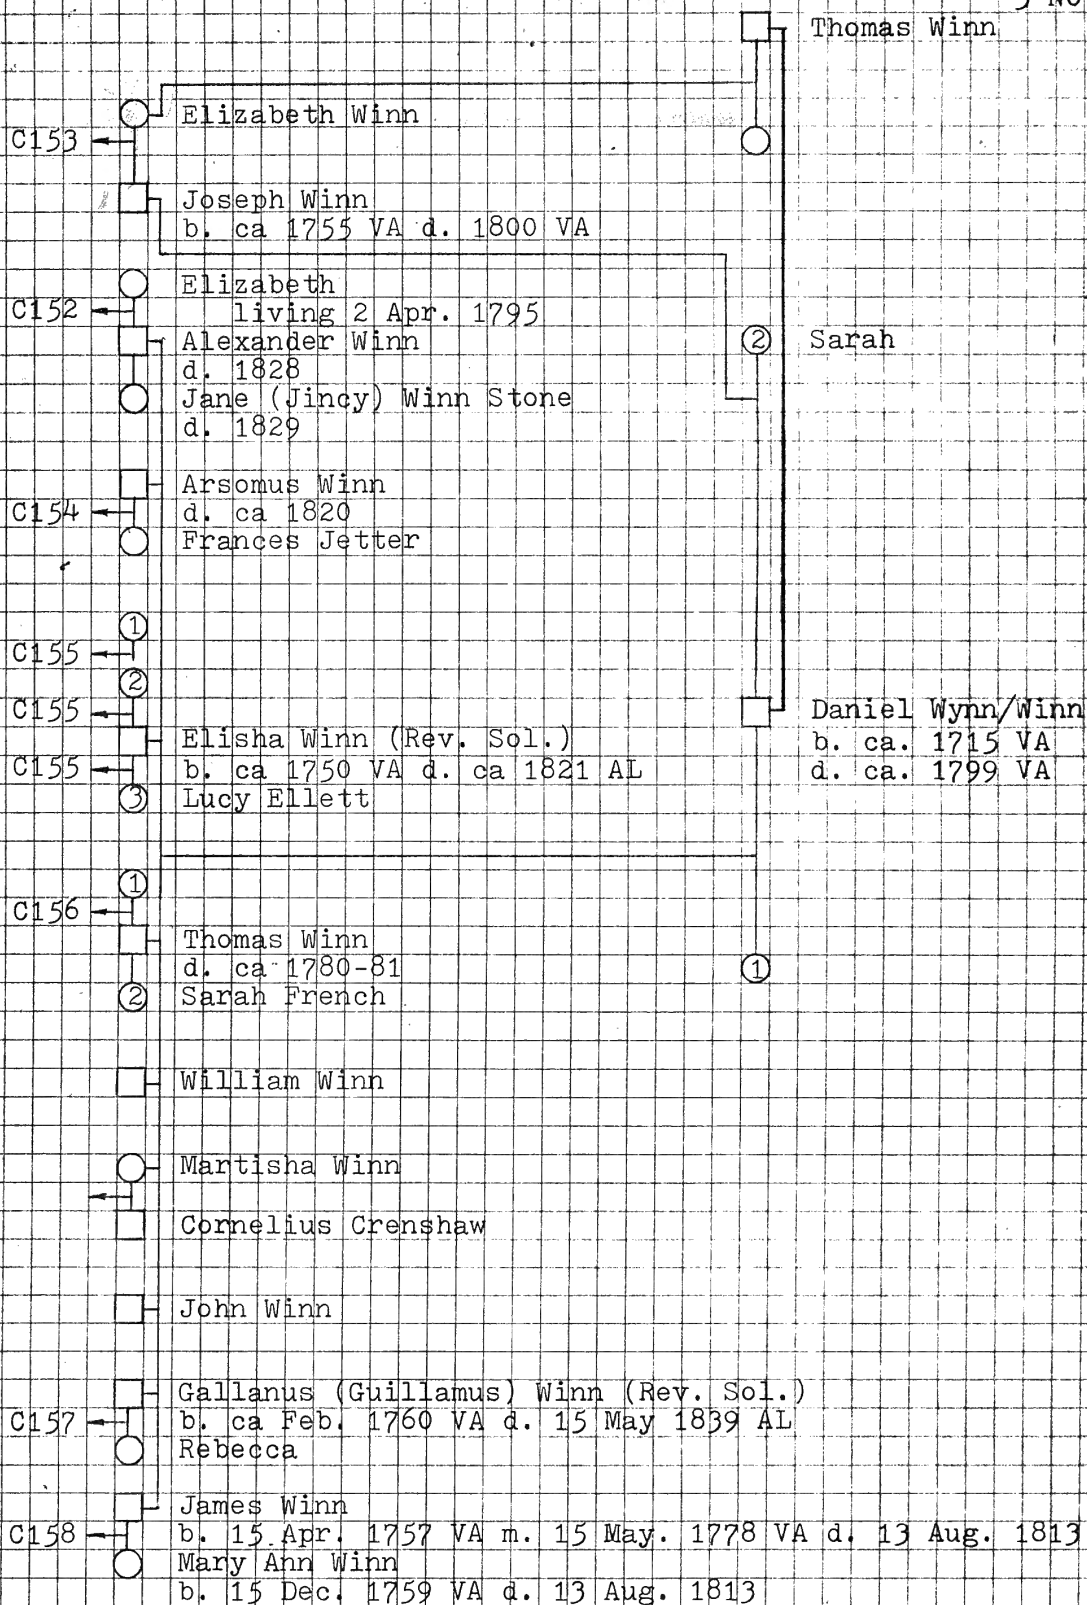 Thomas Winn
Elizabeth Winn
C153
Joseph Winn
b. ca 1755 VA d. 1800 VA
Elizabeth
C152
living 2 Apr. 1795
Alexander Winn
d. 1828
Jane (Jincy) Winn Stone
d. 1829
2
Sarah
Arsomus Winn
C154
d. ca 1820
Frances Jetter
1
C155
2
C155
Elisha Winn (Rev. Sol.)
C155
b. ca 1750 VA d. ca 1821 AL
3
Lucy Ellett
Daniel Wynn/Winn
b. ca. 1715 VA
d. ca. 1799 VA
1
C156
Thomas Winn
d. ca 1780-81
2
Sarah French
1
William Winn
Martisha Winn
Cornelius Crenshaw
John Winn
Gallanus (Guillamus) Winn (Rev. Sol.)
C157
b. ca Feb. 1760 VA d. 15 May 1839 AL
Rebecca
James Winn
C158
b. 15 Apr. 1757 VA m. 15 May. 1778 VA d. 13 Aug. 1813
Mary Ann Winn
b. 15 Dec. 1759 VA d. 13 Aug. 1813